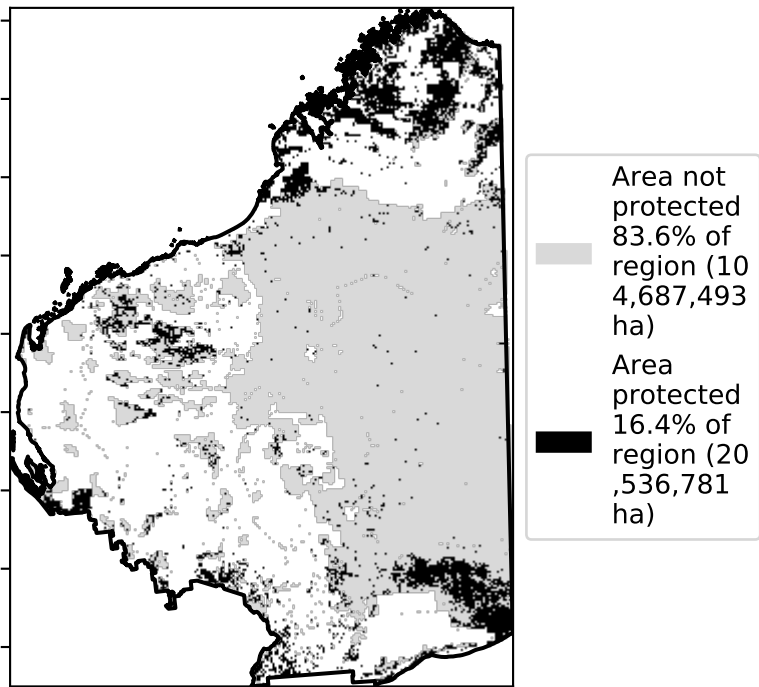 Area not
protected
83.6% of
region (10
4,687,493
ha)
Area
protected
16.4% of
region (20
,536,781
ha)